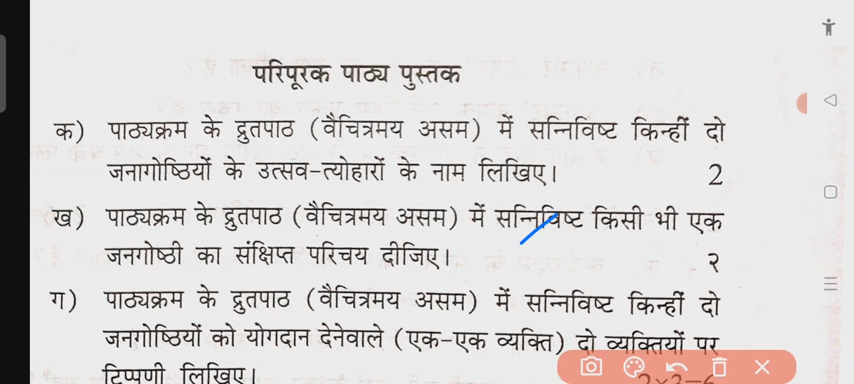 परिपूरक पाठ्य पुस्तक
क) पाठ्यक्रम के द्रुतपाठ (वैचित्रमय असम) में सन्निविष्ट किन्हीं दो
जनागोष्ठियों के उत्सव-त्योहारों के नाम लिखिए। 2
ख) पाठ्यक्रम के द्रुतपाठ (वैचित्रमय असम) में सन्निविष्ट किसी भी एक
जनगोष्ठी का संक्षिप्त परिचय दीजिए। २
ग) पाठ्यक्रम के द्रुतपाठ (वैचित्रमय असम) में सन्निविष्ट किन्हीं दो
जनगोष्ठियों को योगदान देनेवाले (एक-एक व्यक्ति) दो व्यक्तियों पर
टिप्पणी लिखिए।